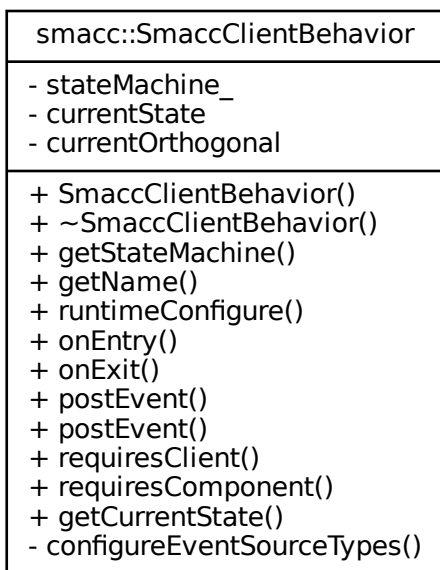 smacc::SmaccClientBehavior
- stateMachine_
- currentState
- currentOrthogonal
+ SmaccClientBehavior()
+ ~SmaccClientBehavior()
+ getStateMachine()
+ getName()
+ runtimeConfigure()
+ onEntry()
+ onExit()
+ postEvent()
+ postEvent()
+ requiresClient()
+ requiresComponent()
+ getCurrentState()
- configureEventSourceTypes()